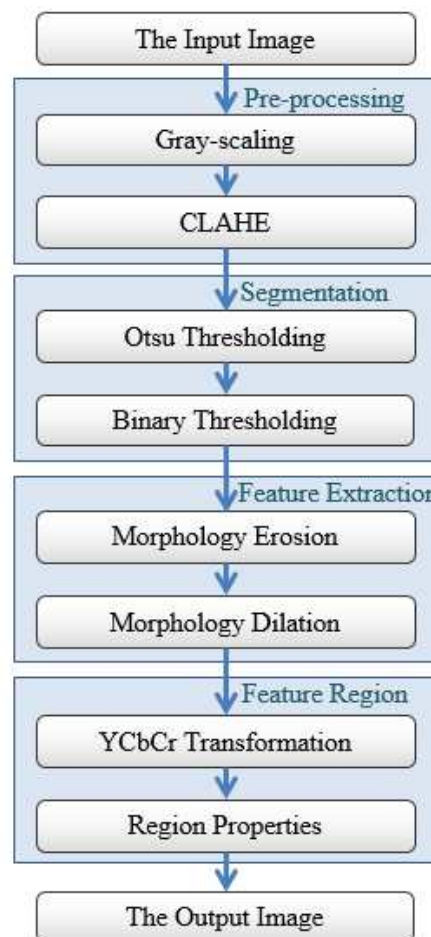 The Input Image
Pre-processing
Gray-scaling
CLAHE
Segmentation
Otsu Thresholding
Binary Thresholding
Feature Extraction
Morphology Erosion
Morphology Dilation
Feature Region
YCbCr Transformation
Region Properties
The Output Image